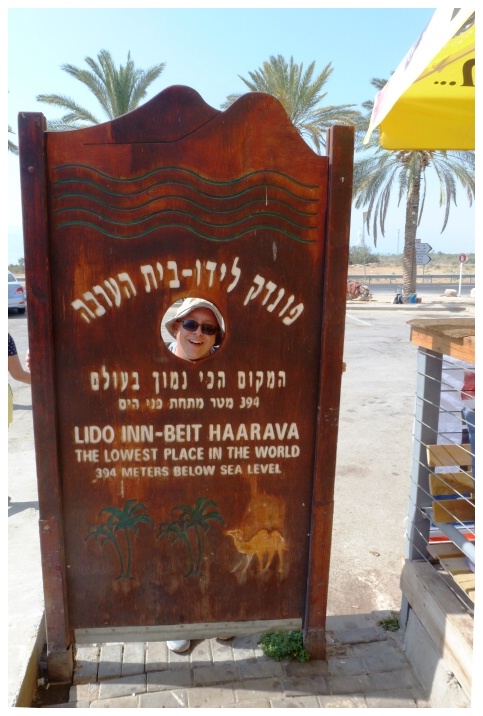 פונדק לידו-בית הערבה
המקום הכי נמוך בעולם
394 מטר מתחת פני הים
LIDO INN-BEIT HAARAVA
THE LOWEST PLACE IN THE WORLD
394 METERS BELOW SEA LEVEL